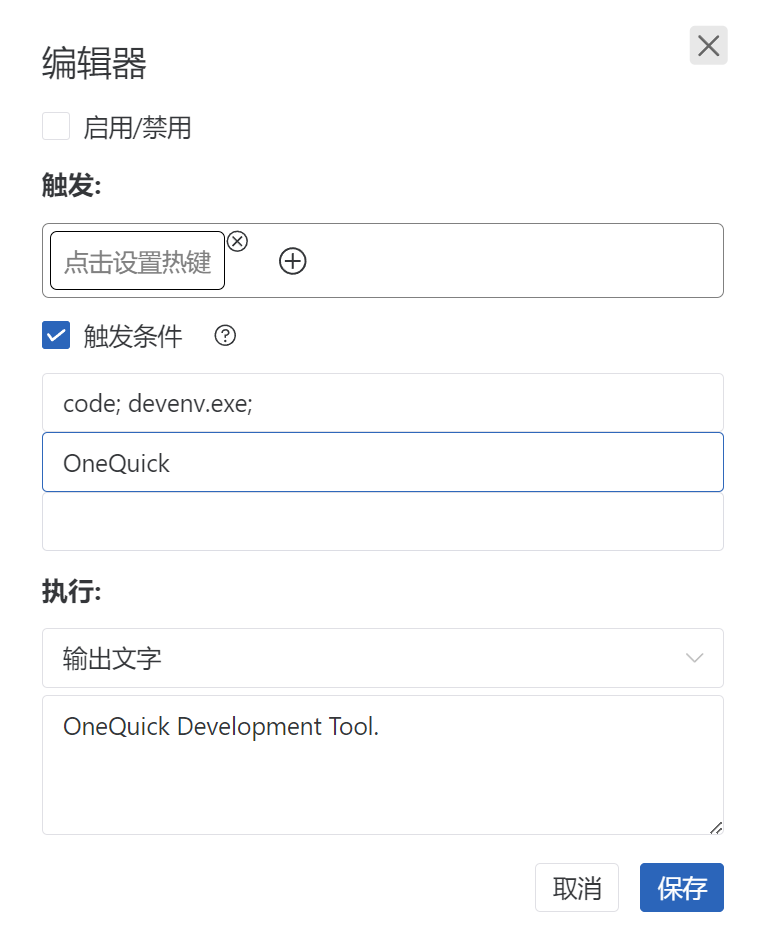 编辑器
启用/禁用
触发:
点击设置热键
触发条件
code; devenv.exe;
OneQuick
执行:
输出文字
OneQuick Development Tool.
取消 保存